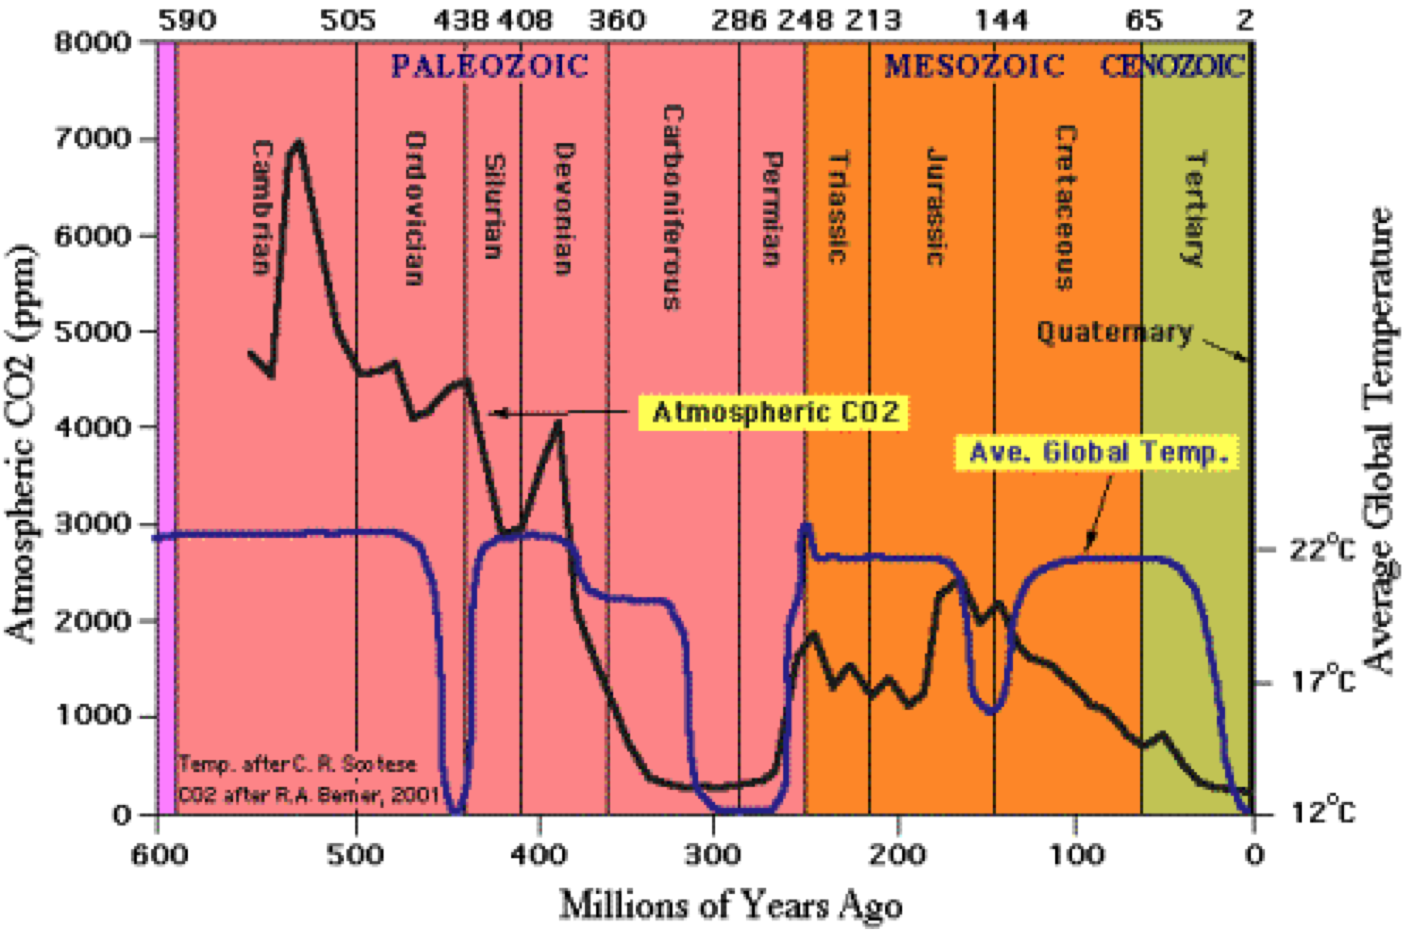 590 505 438 408 360 286 248 213 144 65 2
8000
7000
6000
5000
4000
3000
2000
1000
0
Atmospheric CO2 (ppm)
PALEOZOIC MESOZOIC CENOZOIC
Cambrian
Ordovician
Silurian
Devonian
Carboniferous
Permian
Triassic
Jurassic
Cretaceous
Tertiary
Quaternary
Atmospheric CO2
Ave. Global Temp.
Temp. after C. R. Scotese
CO2 after R.A. Berner, 2001
22°C
17°C
12°C
Average Global Temperature
600 500 400 300 200 100 0
Millions of Years Ago